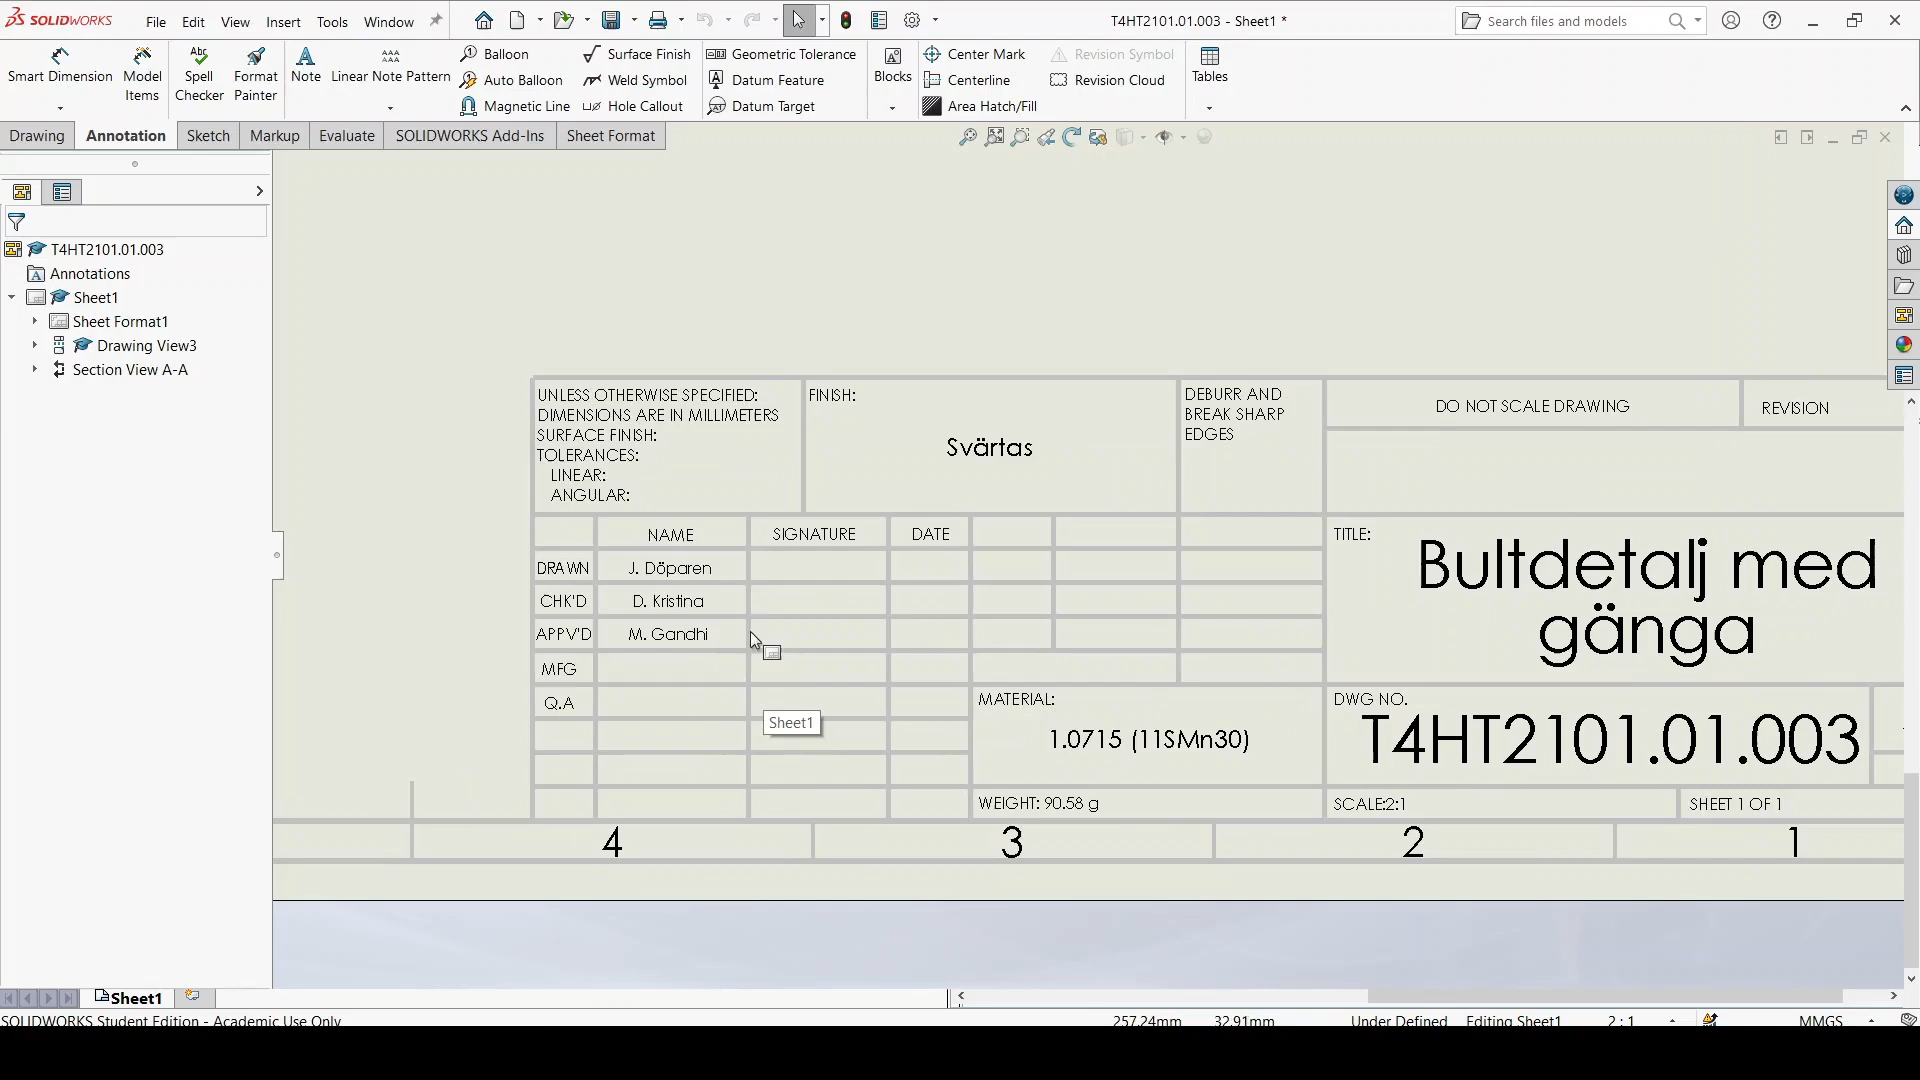 SOLIDWORKS File Edit View Insert Tools Window T4HT2101.01.003 - Sheet1 * Search files and models
Smart Dimension Model Items Spell Checker Format Painter Note Linear Note Pattern Balloon Surface Finish Geometric Tolerance Blocks Center Mark Revision Symbol Tables
Auto Balloon Weld Symbol Datum Feature Centerline Revision Cloud
Magnetic Line Hole Callout Datum Target Area Hatch/Fill
Drawing Annotation Sketch Markup Evaluate SOLIDWORKS Add-Ins Sheet Format
T4HT2101.01.003
Annotations
Sheet1
Sheet Format1
Drawing View3
Section View A-A
UNLESS OTHERWISE SPECIFIED:
DIMENSIONS ARE IN MILLIMETERS
SURFACE FINISH:
TOLERANCES:
LINEAR:
ANGULAR:
FINISH:
Svärtas
DEBURR AND
BREAK SHARP
EDGES
DO NOT SCALE DRAWING
REVISION
NAME SIGNATURE DATE
DRAWN J. Döparen
CHK'D D. Kristina
APPV'D M. Gandhi
MFG
Q.A
Sheet1
TITLE:
Bultdetalj med
gänga
MATERIAL:
1.0715 (11SMn30)
DWG NO.
T4HT2101.01.003
WEIGHT: 90.58 g
SCALE:2:1
SHEET 1 OF 1
4 3 2 1
Sheet1
SOLIDWORKS Student Edition - Academic Use Only 257.24mm 32.91mm Under Defined Editing Sheet1 2 : 1 MMGS